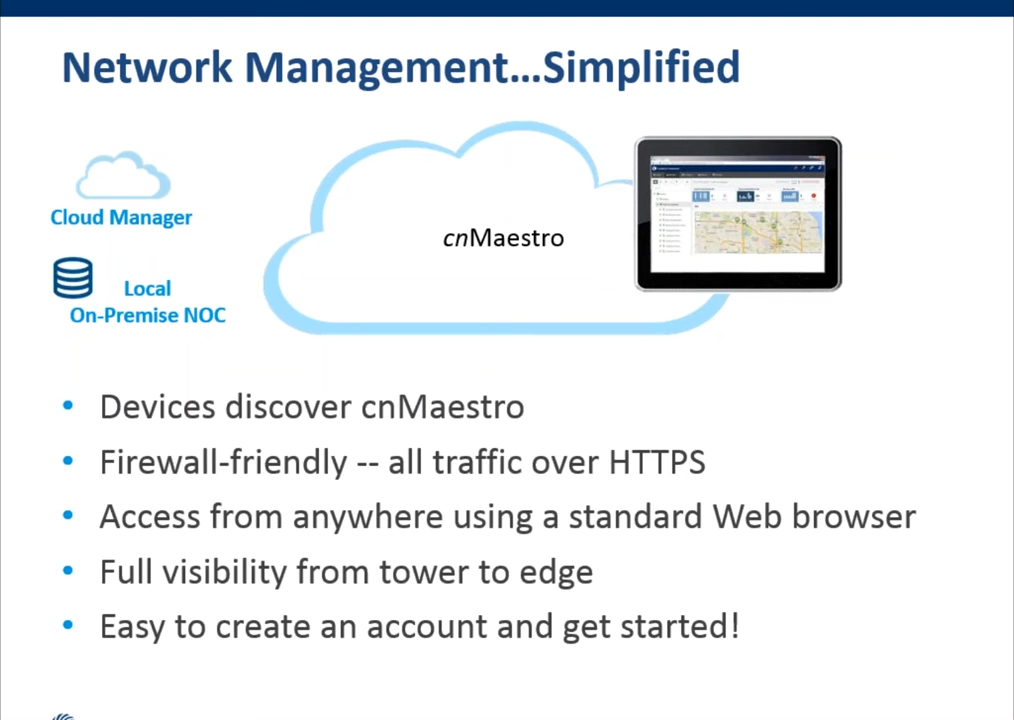 Network Management...Simplified
Cloud Manager
cnMaestro
Local
On-Premise NOC
• Devices discover cnMaestro
• Firewall-friendly -- all traffic over HTTPS
• Access from anywhere using a standard Web browser
• Full visibility from tower to edge
• Easy to create an account and get started!